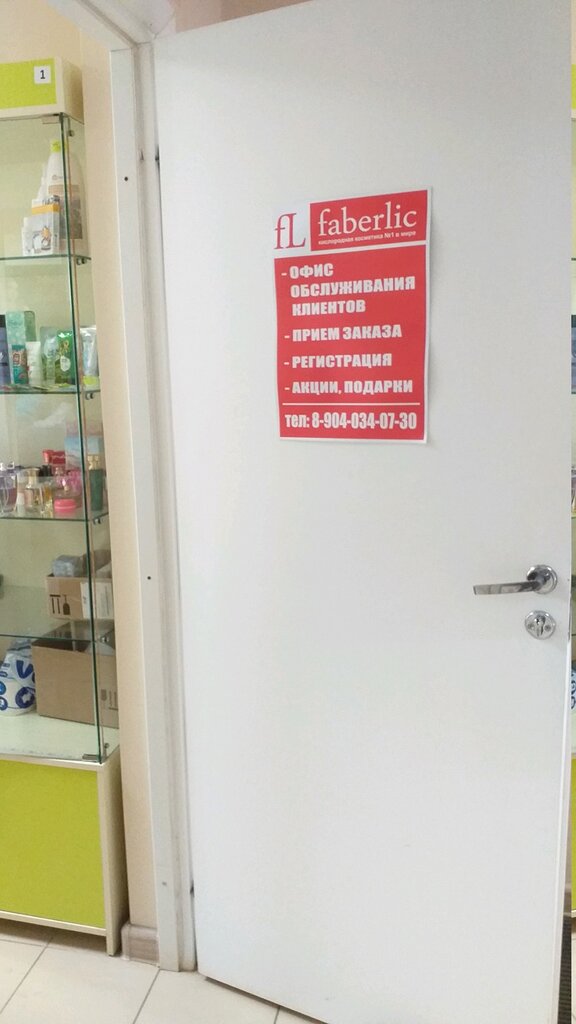 1
fL faberlic
кислородная косметика №1 в мире
- ОФИС
ОБСЛУЖИВАНИЯ
КЛИЕНТОВ
- ПРИЕМ ЗАКАЗА
- РЕГИСТРАЦИЯ
- АКЦИИ, ПОДАРКИ
тел: 8-904-034-07-30